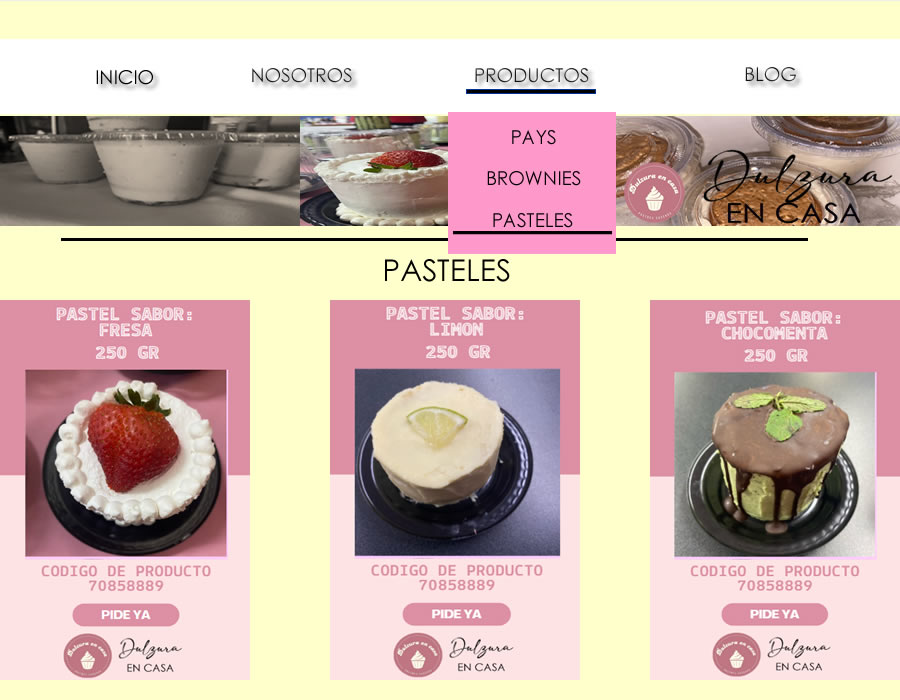 INICIO
NOSOTROS
PRODUCTOS
BLOG
PAYS
BROWNIES
PASTELES
Dulzura en casa
Dulzura
EN CASA
PASTELES
PASTEL SABOR:
FRESA
250 GR
CODIGO DE PRODUCTO
70858889
PIDE YA
Dulzura en casa
Dulzura
EN CASA
PASTEL SABOR:
LIMON
250 GR
CODIGO DE PRODUCTO
70858889
PIDE YA
Dulzura en casa
Dulzura
EN CASA
PASTEL SABOR:
CHOCOMENTA
250 GR
CODIGO DE PRODUCTO
70858889
PIDE YA
Dulzura en casa
Dulzura
EN CASA